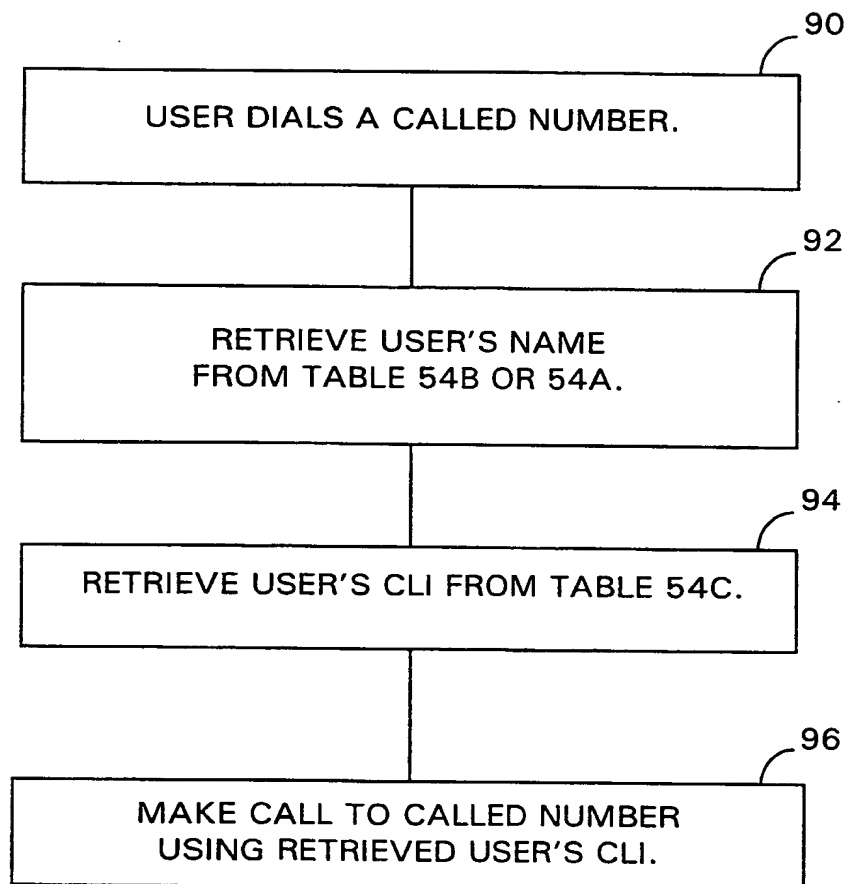 90
USER DIALS A CALLED NUMBER.
92
RETRIEVE USER'S NAME
FROM TABLE 54B OR 54A.
94
RETRIEVE USER'S CLI FROM TABLE 54C.
96
MAKE CALL TO CALLED NUMBER
USING RETRIEVED USER'S CLI.